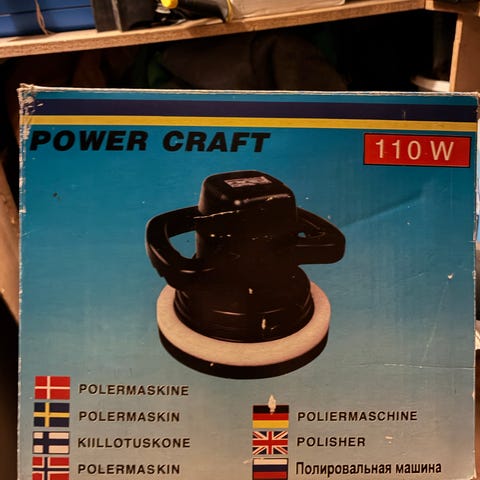 POWER CRAFT
110 W
POLERMASKINE
POLERMASKIN
KIILLOTUSKONE
POLERMASKIN
POLIERMASCHINE
POLISHER
Полировальная машина